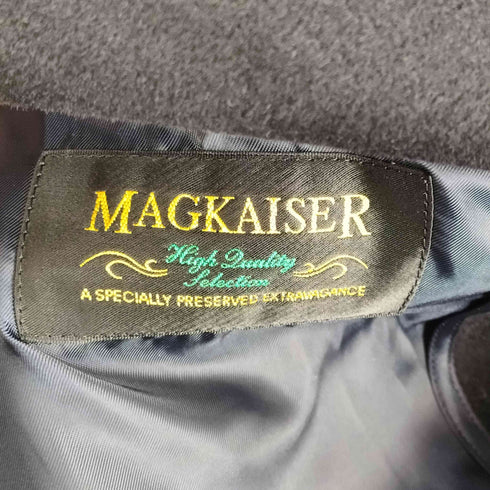 MAGKAISER
High Quality
Selection
A SPECIALLY PRESERVED EXTRAVAGANCE